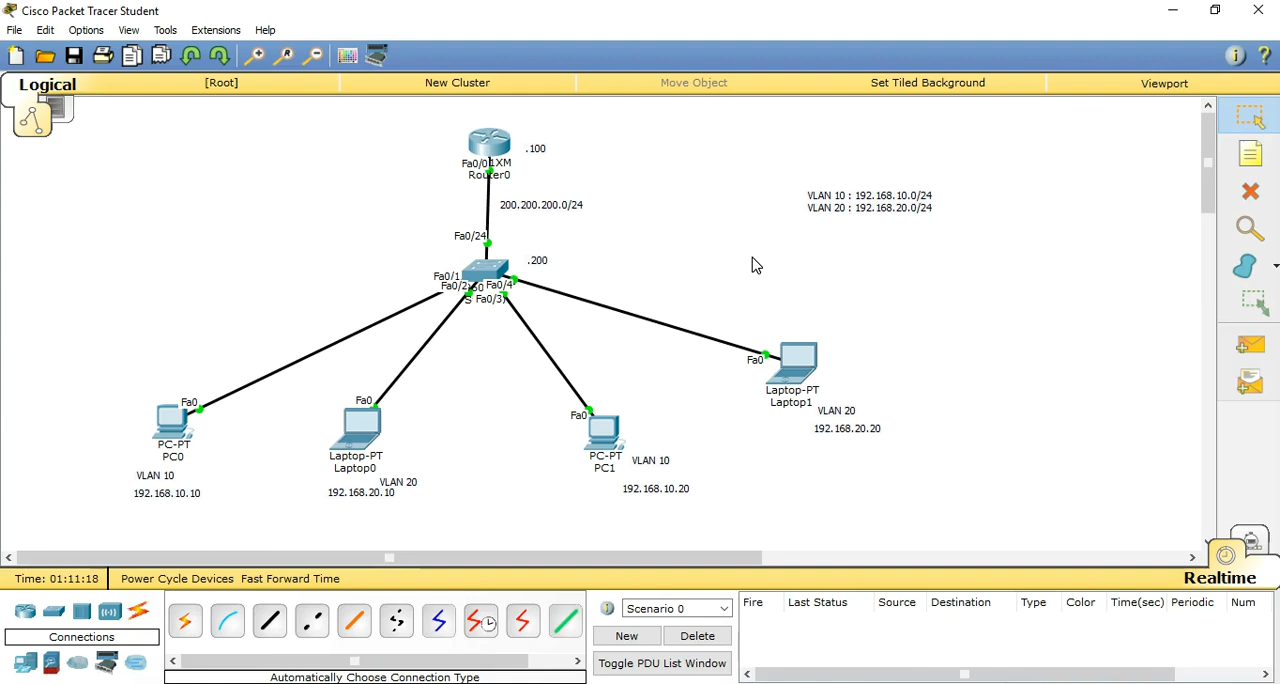 Cisco Packet Tracer Student
File Edit Options View Tools Extensions Help
Logical [Root] New Cluster Move Object Set Tiled Background Viewport
.100
Fa0/0 1XM
Router0
VLAN 10 : 192.168.10.0/24
VLAN 20 : 192.168.20.0/24
200.200.200.0/24
Fa0/24
.200
Fa0/1
Fa0/2 Fa0/4
S Fa0/3
Fa0
Laptop-PT
Laptop1
VLAN 20
192.168.20.20
Fa0
PC-PT
PC0
VLAN 10
192.168.10.10
Fa0
Laptop-PT
Laptop0
VLAN 20
192.168.20.10
Fa0
PC-PT
PC1
VLAN 10
192.168.10.20
Time: 01:11:18 Power Cycle Devices Fast Forward Time
Realtime
Connections
Automatically Choose Connection Type
Scenario 0
New Delete
Toggle PDU List Window
Fire Last Status Source Destination Type Color Time(sec) Periodic Num